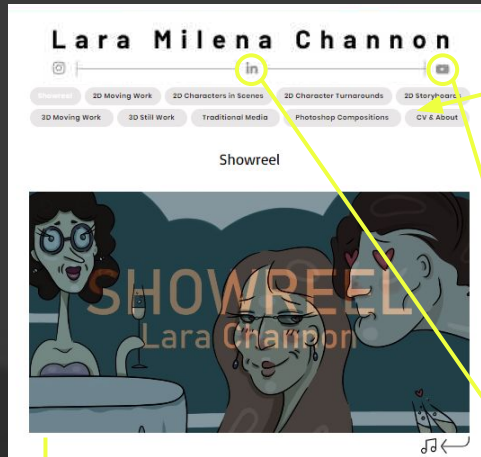 Lara Milena Channon
in
Showreel 2D Moving Work 2D Characters in Scenes 2D Character Turnarounds 2D Storyboards
3D Moving Work 3D Still Work Traditional Media Photoshop Compositions CV & About
Showreel
SHOWREEL
Lara Channon